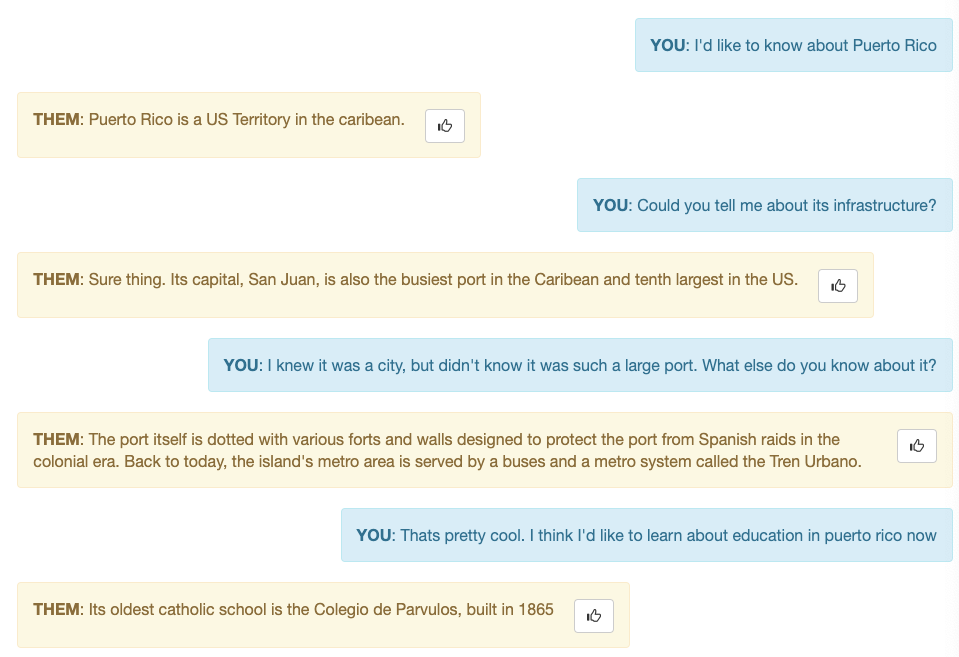 YOU: I'd like to know about Puerto Rico
THEM: Puerto Rico is a US Territory in the caribean.
YOU: Could you tell me about its infrastructure?
THEM: Sure thing. Its capital, San Juan, is also the busiest port in the Caribean and tenth largest in the US.
YOU: I knew it was a city, but didn't know it was such a large port. What else do you know about it?
THEM: The port itself is dotted with various forts and walls designed to protect the port from Spanish raids in the
colonial era. Back to today, the island's metro area is served by a buses and a metro system called the Tren Urbano.
YOU: Thats pretty cool. I think I'd like to learn about education in puerto rico now
THEM: Its oldest catholic school is the Colegio de Parvulos, built in 1865